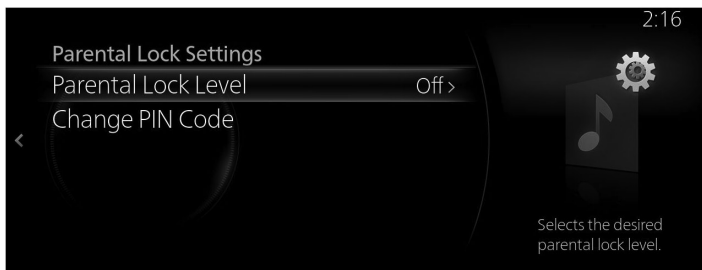 2:16
Parental Lock Settings
Parental Lock Level Off >
Change PIN Code
<
Selects the desired
parental lock level.